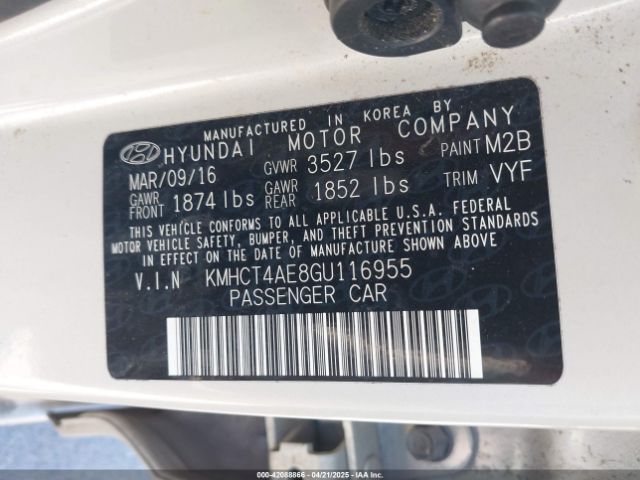 MANUFACTURED IN KOREA BY
HYUNDAI MOTOR COMPANY
MAR/09/16 GVWR 3527 lbs PAINT M2B
GAWR FRONT 1874 lbs GAWR REAR 1852 lbs TRIM VYF
THIS VEHICLE CONFORMS TO ALL APPLICABLE U.S.A. FEDERAL
MOTOR VEHICLE SAFETY, BUMPER, AND THEFT PREVENTION STANDARDS
IN EFFECT ON THE DATE OF MANUFACTURE SHOWN ABOVE
V.I.N KMHCT4AE8GU116955
PASSENGER CAR
000-42088866 - 04/21/2025 - IAAI.COM